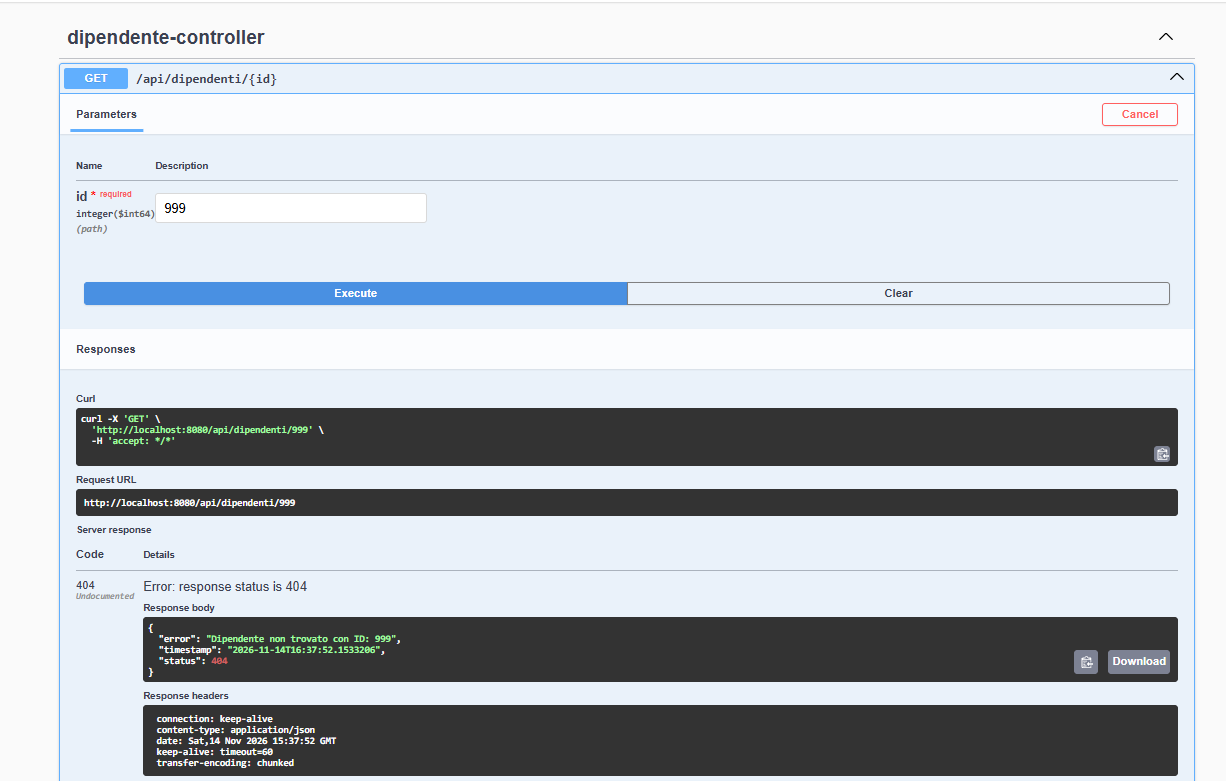 dipendente-controller
GET /api/dipendenti/{id}
Parameters
Cancel
Name Description
id * required
integer($int64)
(path)
999
Execute Clear
Responses
Curl
curl -X 'GET' \
'http://localhost:8080/api/dipendenti/999' \
-H 'accept: */*'
Request URL
http://localhost:8080/api/dipendenti/999
Server response
Code Details
404 Error: response status is 404
Undocumented
Response body
{
"error": "Dipendente non trovato con ID: 999",
"timestamp": "2026-11-14T16:37:52.1533206",
"status": 404
}
Download
Response headers
connection: keep-alive
content-type: application/json
date: Sat,14 Nov 2026 15:37:52 GMT
keep-alive: timeout=60
transfer-encoding: chunked